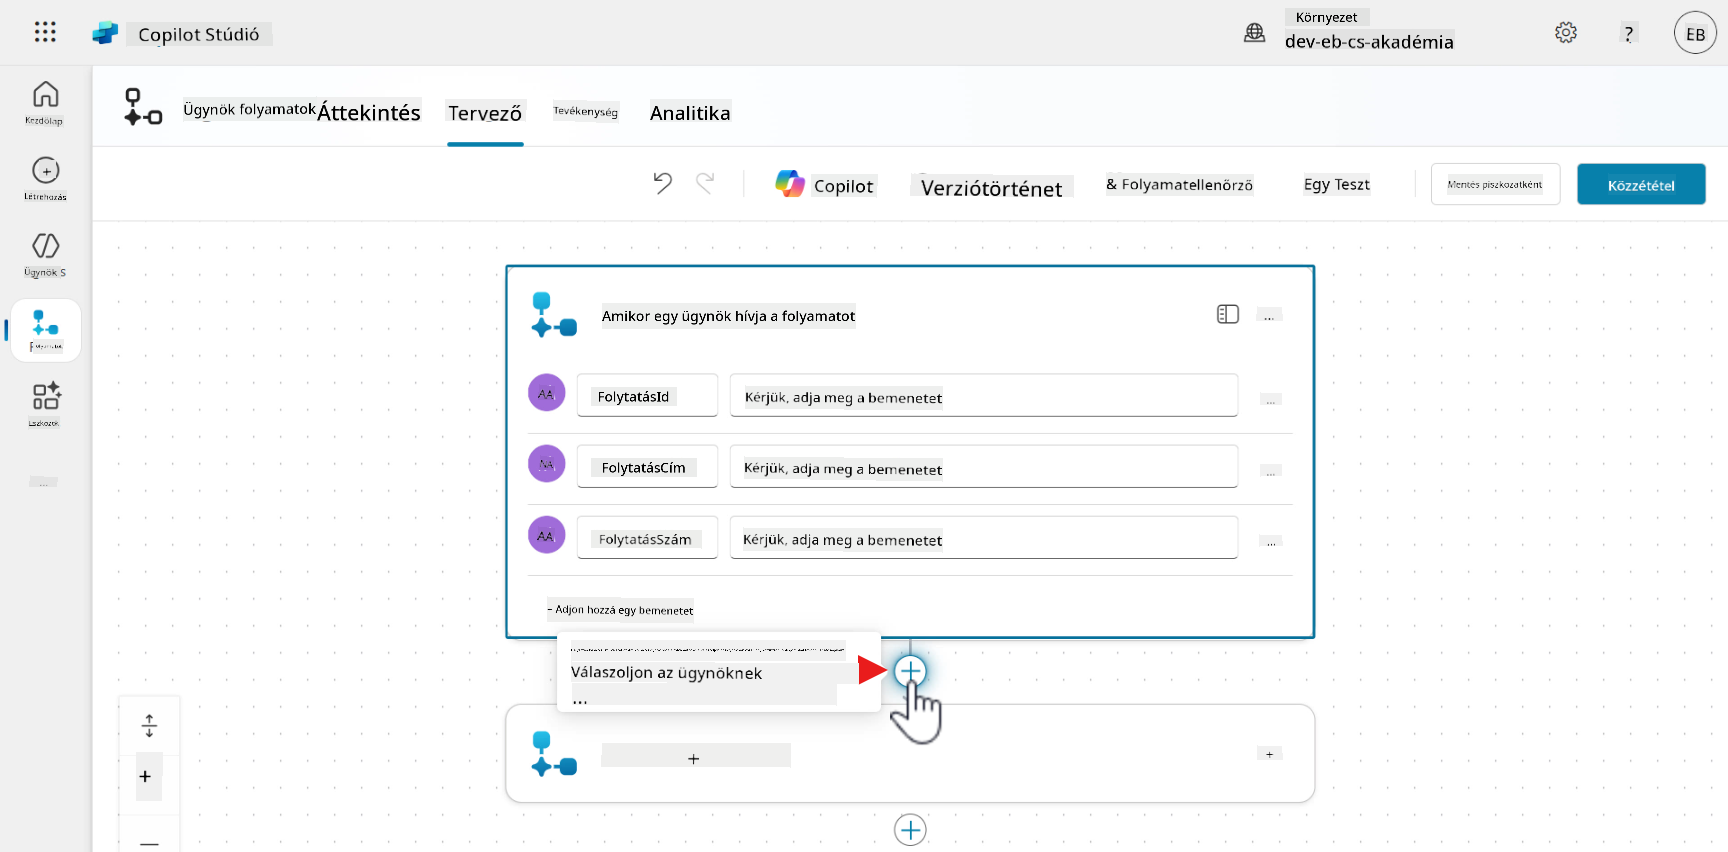 Copilot Stúdió
Környezet
dev-eb-cs-akadémia
?
EB
Kezdőlap
Létrehozás
Ügynök S
Folyamatok
Eszközök
...
Ügynök folyamatok
Áttekintés
Tervező
Tevékenység
Analitika
Copilot
Verziótörténet
& Folyamatellenőrző
Egy Teszt
Mentés piszkozatként
Közzététel
Amikor egy ügynök hívja a folyamatot
...
AA
FolytatásId
Kérjük, adja meg a bemenetet
...
AA
FolytatásCím
Kérjük, adja meg a bemenetet
...
AA
FolytatásSzám
Kérjük, adja meg a bemenetet
...
- Adjon hozzá egy bemenetet
Válaszoljon az ügynöknek
...
+
+
+